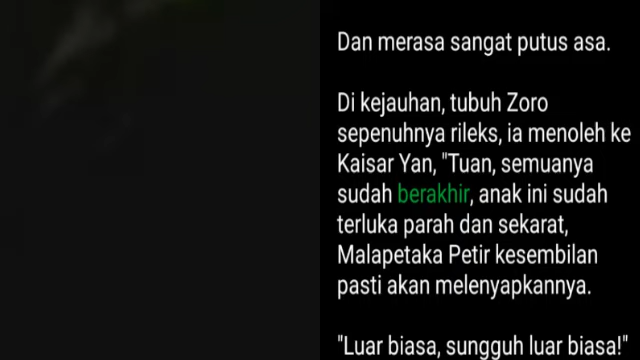 Dan merasa sangat putus asa.
Di kejauhan, tubuh Zoro
sepenuhnya rileks, ia menoleh ke
Kaisar Yan, "Tuan, semuanya
sudah berakhir, anak ini sudah
terluka parah dan sekarat,
Malapetaka Petir kesembilan
pasti akan melenyapkannya.
"Luar biasa, sungguh luar biasa!"